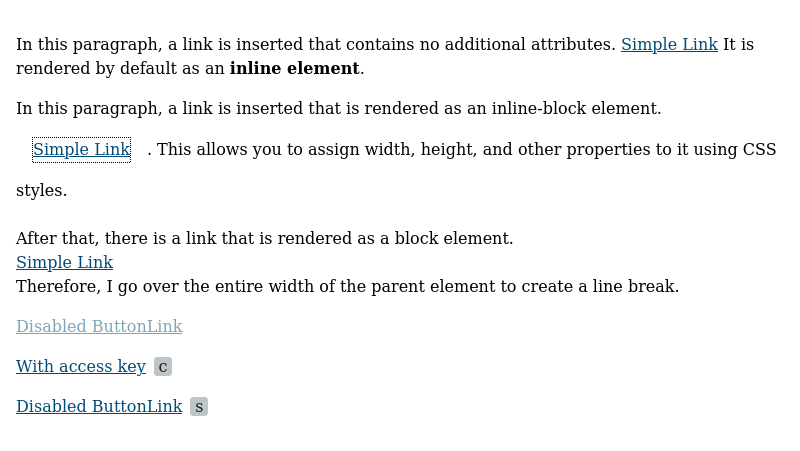 In this paragraph, a link is inserted that contains no additional attributes. Simple Link It is
rendered by default as an inline element.
In this paragraph, a link is inserted that is rendered as an inline-block element.
Simple Link . This allows you to assign width, height, and other properties to it using CSS
styles.
After that, there is a link that is rendered as a block element.
Simple Link
Therefore, I go over the entire width of the parent element to create a line break.
Disabled ButtonLink
With access key c
Disabled ButtonLink s